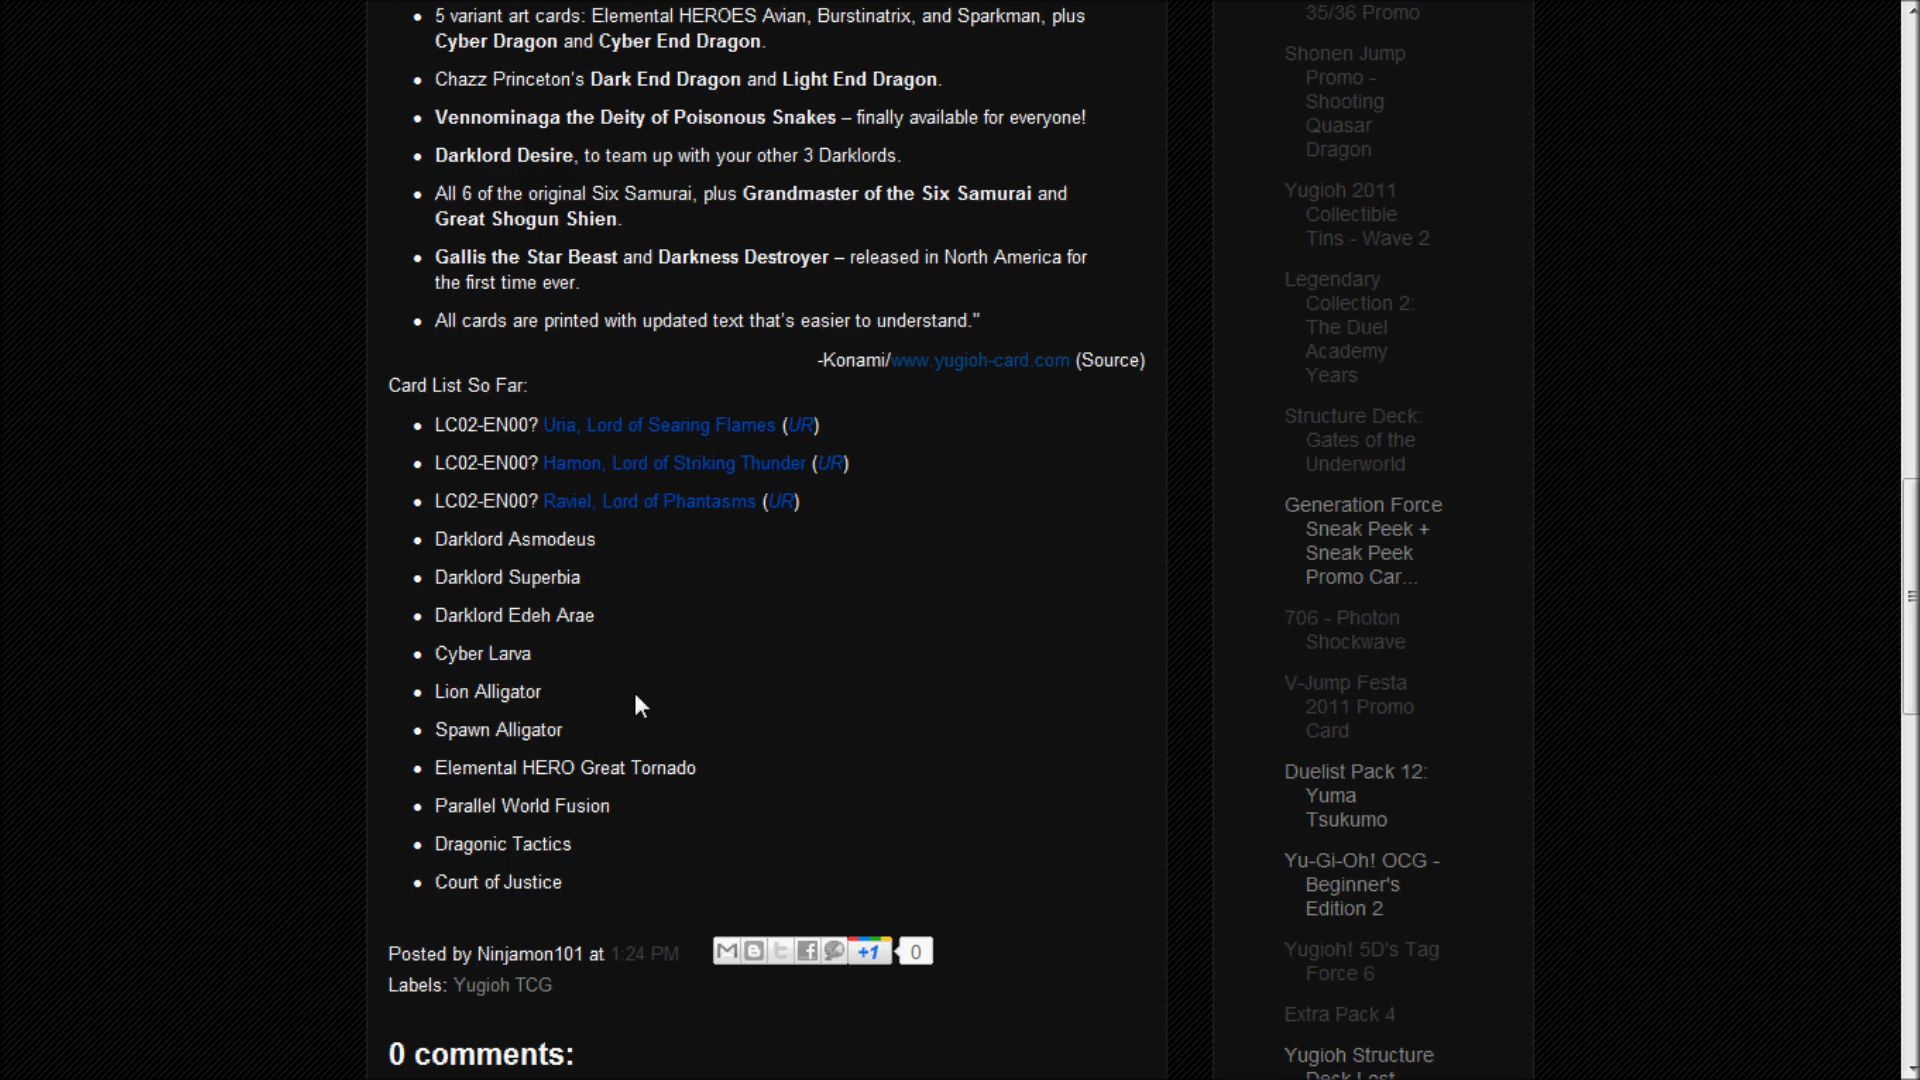 5 variant art cards: Elemental HEROES Avian, Burstinatrix, and Sparkman, plus
Cyber Dragon and Cyber End Dragon.
Chazz Princeton's Dark End Dragon and Light End Dragon.
Vennominaga the Deity of Poisonous Snakes – finally available for everyone!
Darklord Desire, to team up with your other 3 Darklords.
All 6 of the original Six Samurai, plus Grandmaster of the Six Samurai and
Great Shogun Shien.
Gallis the Star Beast and Darkness Destroyer – released in North America for
the first time ever.
All cards are printed with updated text that's easier to understand."
-Konami/www.yugioh-card.com (Source)
Card List So Far:
LC02-EN00? Uria, Lord of Searing Flames (UR)
LC02-EN00? Hamon, Lord of Striking Thunder (UR)
LC02-EN00? Raviel, Lord of Phantasms (UR)
Darklord Asmodeus
Darklord Superbia
Darklord Edeh Arae
Cyber Larva
Lion Alligator
Spawn Alligator
Elemental HERO Great Tornado
Parallel World Fusion
Dragonic Tactics
Court of Justice
Posted by Ninjamon101 at 1:24 PM
+1 0
Labels: Yugioh TCG
0 comments:
35/36 Promo
Shonen Jump
Promo -
Shooting
Quasar
Dragon
Yugioh 2011
Collectible
Tins - Wave 2
Legendary
Collection 2:
The Duel
Academy
Years
Structure Deck:
Gates of the
Underworld
Generation Force
Sneak Peek +
Sneak Peek
Promo Car...
706 - Photon
Shockwave
V-Jump Festa
2011 Promo
Card
Duelist Pack 12:
Yuma
Tsukumo
Yu-Gi-Oh! OCG -
Beginner's
Edition 2
Yugioh! 5D's Tag
Force 6
Extra Pack 4
Yugioh Structure
Deck Lost